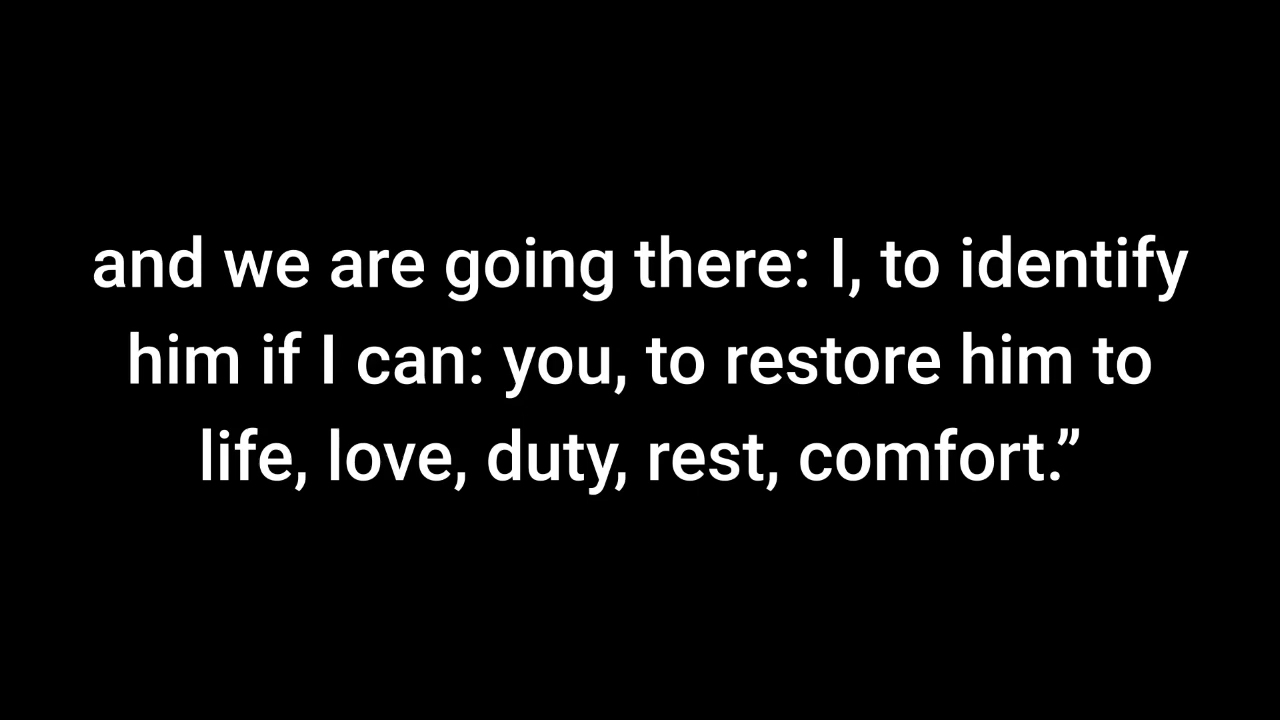 and we are going there: I, to identify
him if I can: you, to restore him to
life, love, duty, rest, comfort.”